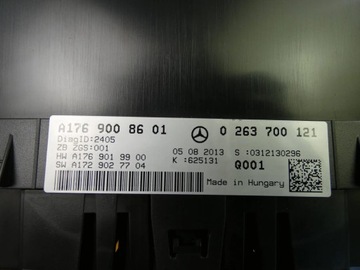 A176 900 86 01 0 263 700 121
DiagID:2405
ZB ZGS:001 05 08 2013 S :0312130296
HW A176 901 99 00 K :625131 Q001
SW A172 902 77 04
Made in Hungary